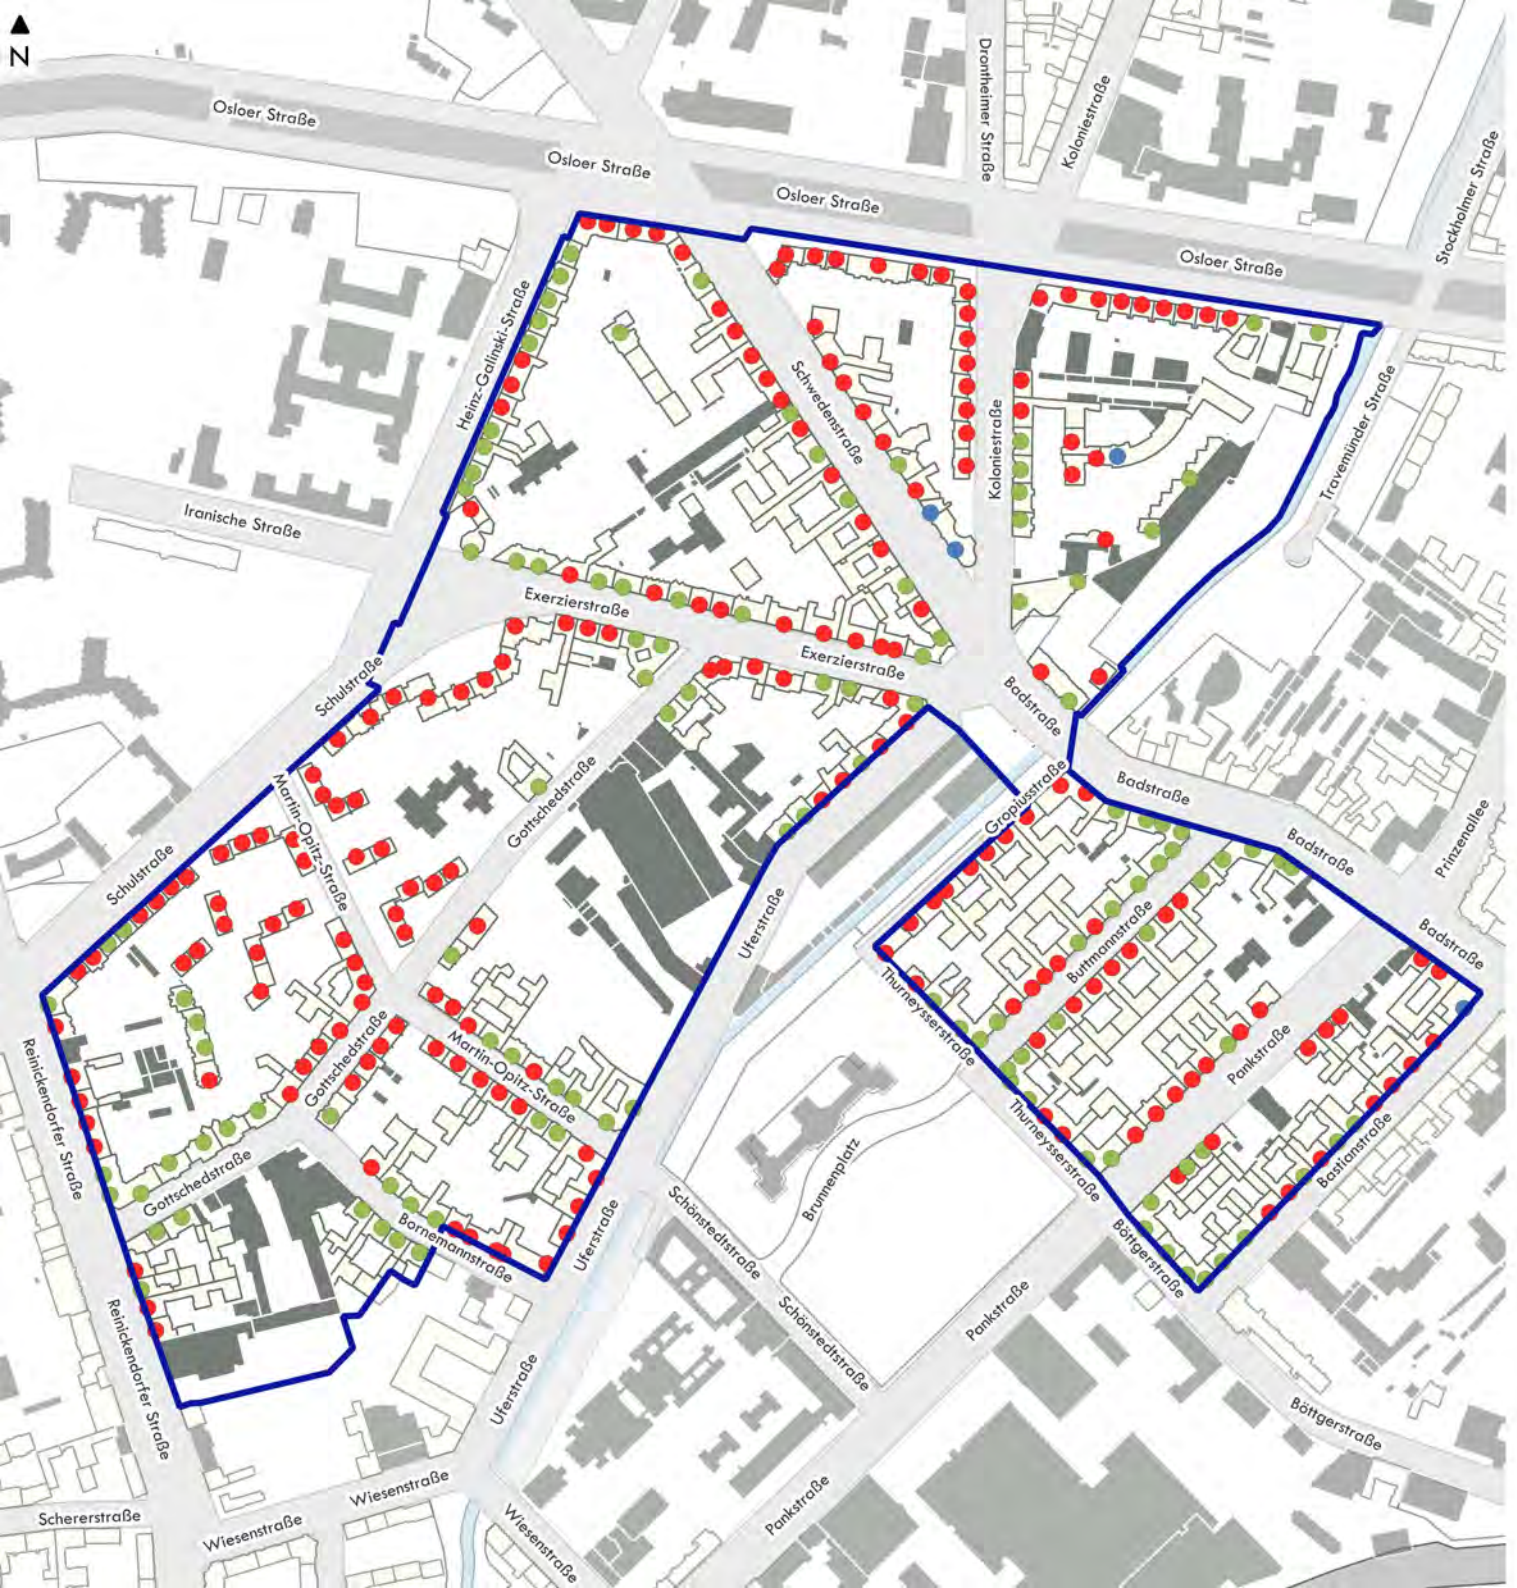 N
Osloer Straße
Osloer Straße
Osloer Straße
Osloer Straße
Drontheimer Straße
Koloniestraße
Stockholmer Straße
Heinz-Galinski-Straße
Schwedenstraße
Koloniestraße
Travemünder Straße
Iranische Straße
Exerzierstraße
Exerzierstraße
Schulstraße
Badstraße
Badstraße
Badstraße
Badstraße
Prinzenallee
Gropiusstraße
Martin-Opitz-Straße
Gottschedstraße
Schulstraße
Uferstraße
Buttmannstraße
Thurneysserstraße
Pankstraße
Reinickendorfer Straße
Gottschedstraße
Martin-Opitz-Straße
Thurneysserstraße
Bastianstraße
Brunnenplatz
Gottschedstraße
Bornemannstraße
Uferstraße
Schönstedtstraße
Böttgerstraße
Schönstedtstraße
Pankstraße
Reinickendorfer Straße
Uferstraße
Böttgerstraße
Wiesenstraße
Pankstraße
Schererstraße
Wiesenstraße
Wiesenstraße